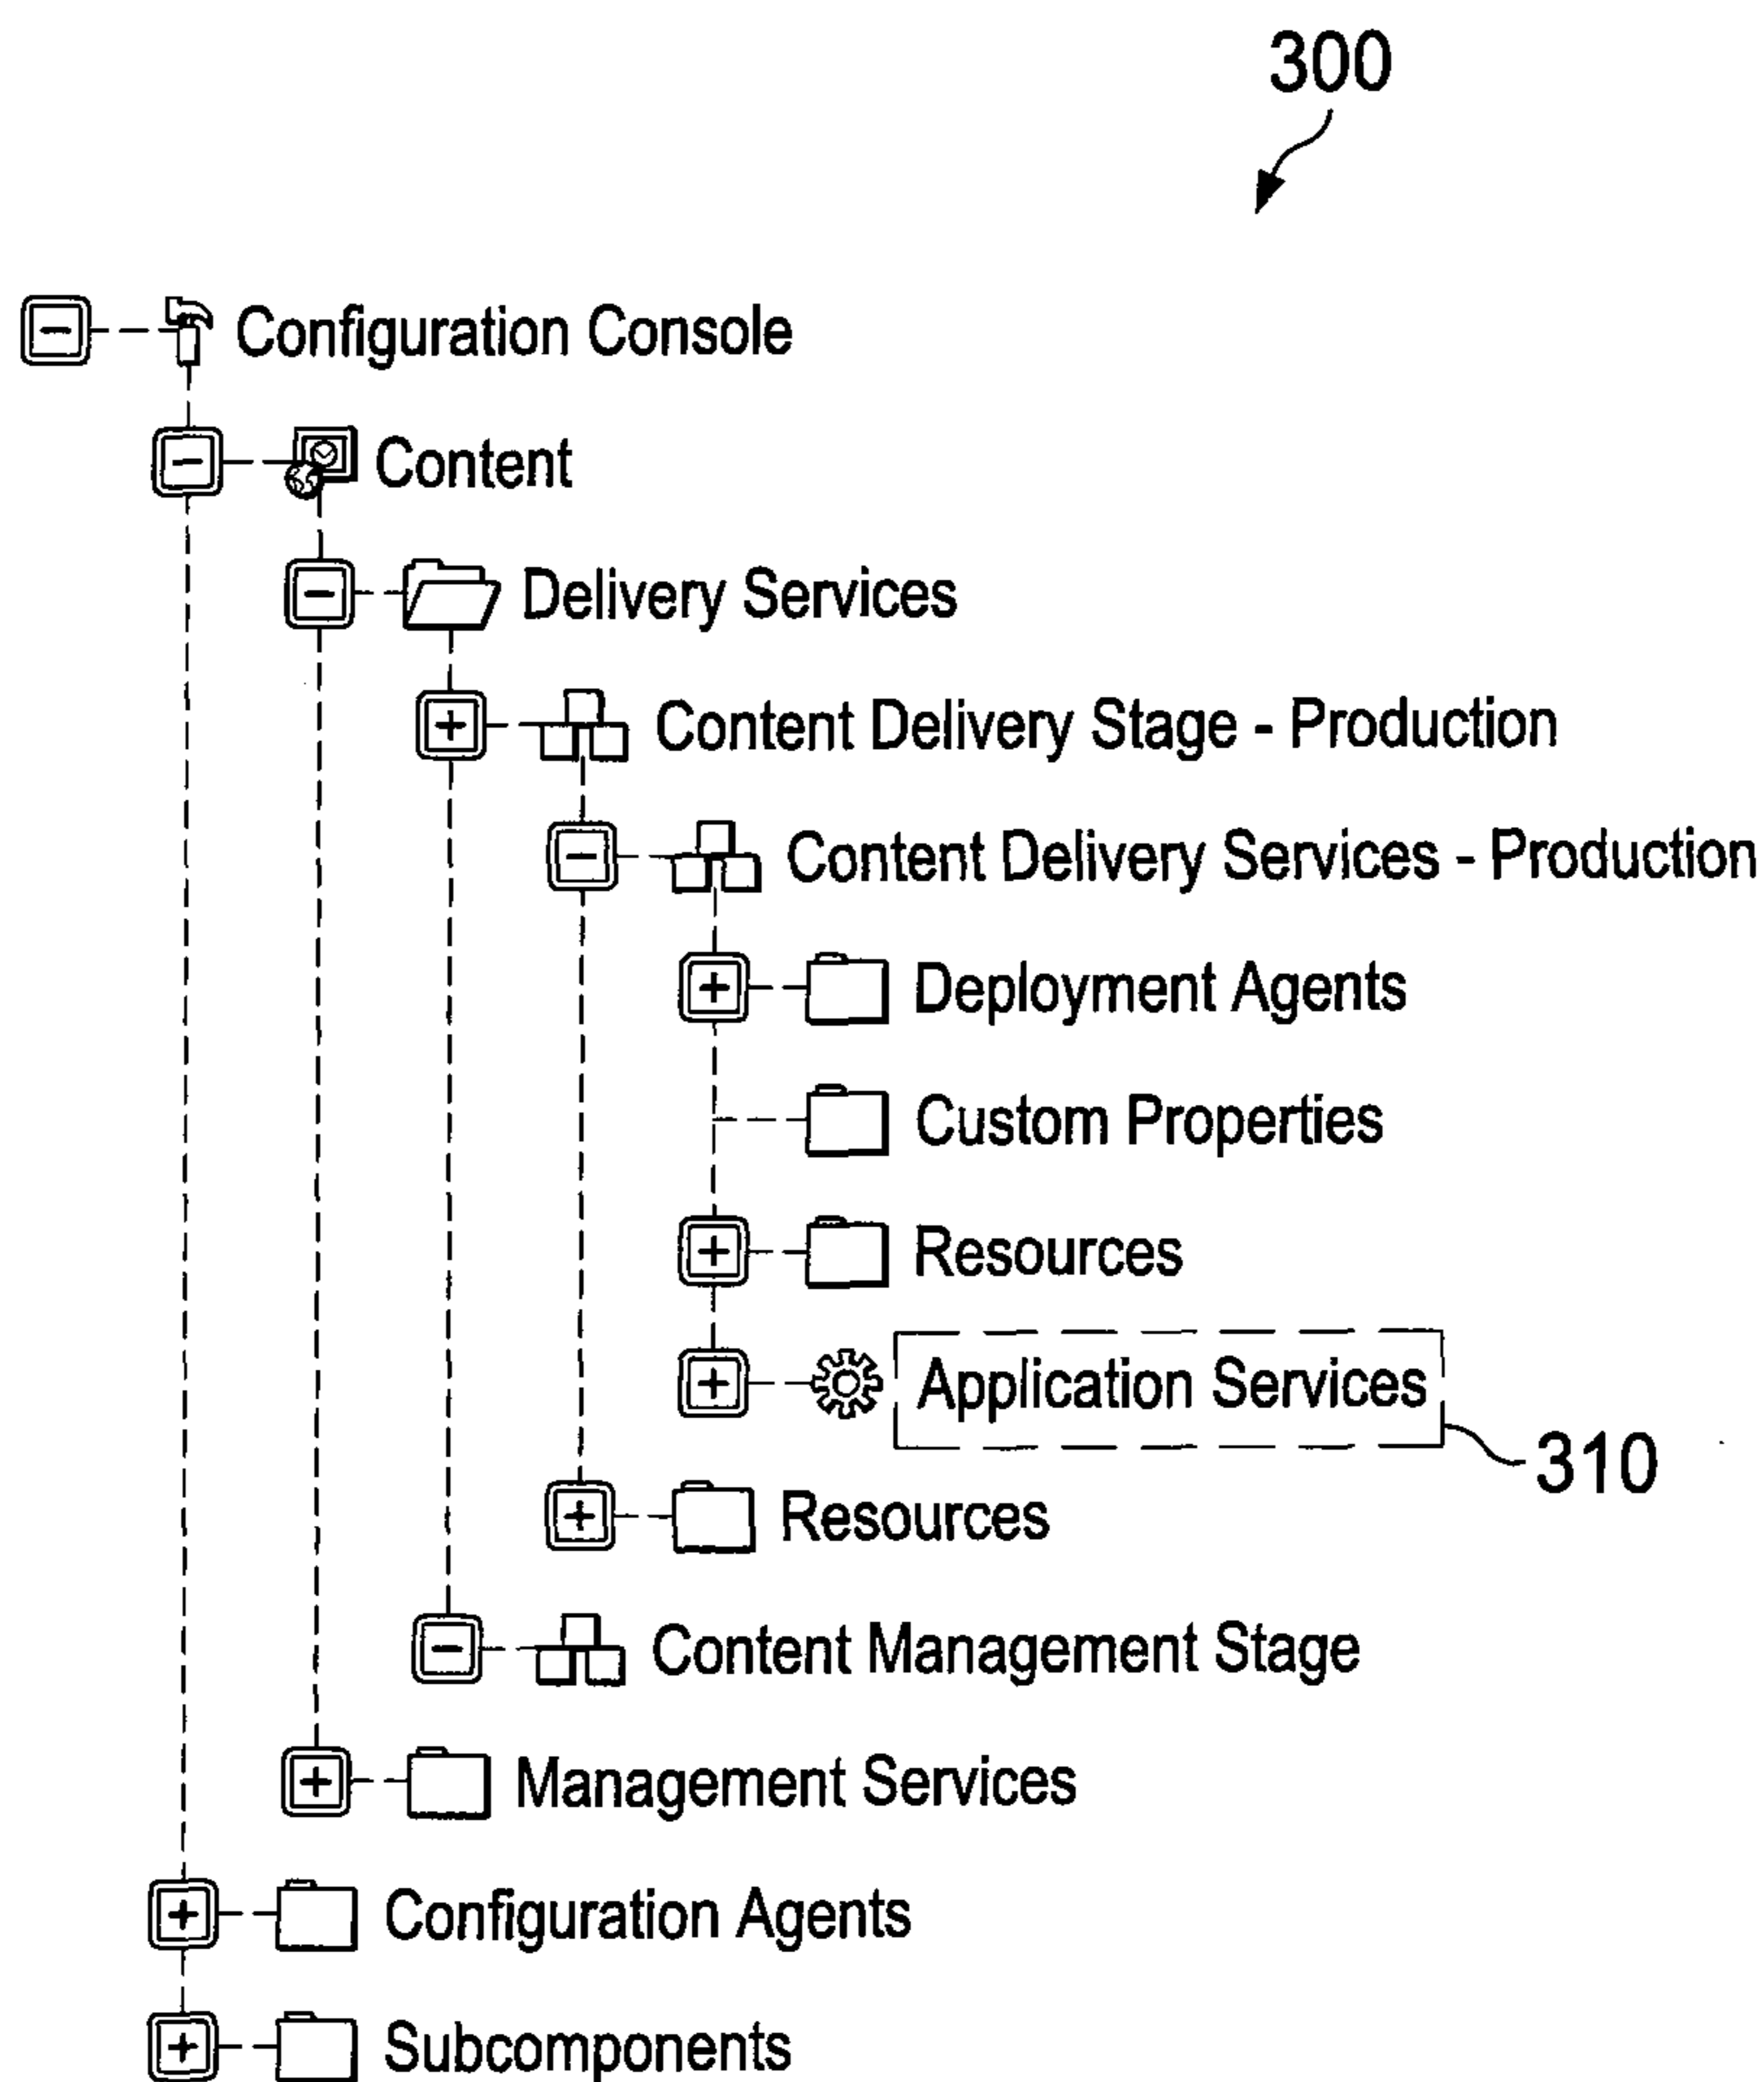 300
Configuration Console
Content
Delivery Services
Content Delivery Stage - Production
Content Delivery Services - Production
Deployment Agents
Custom Properties
Resources
Application Services
310
Resources
Content Management Stage
Management Services
Configuration Agents
Subcomponents